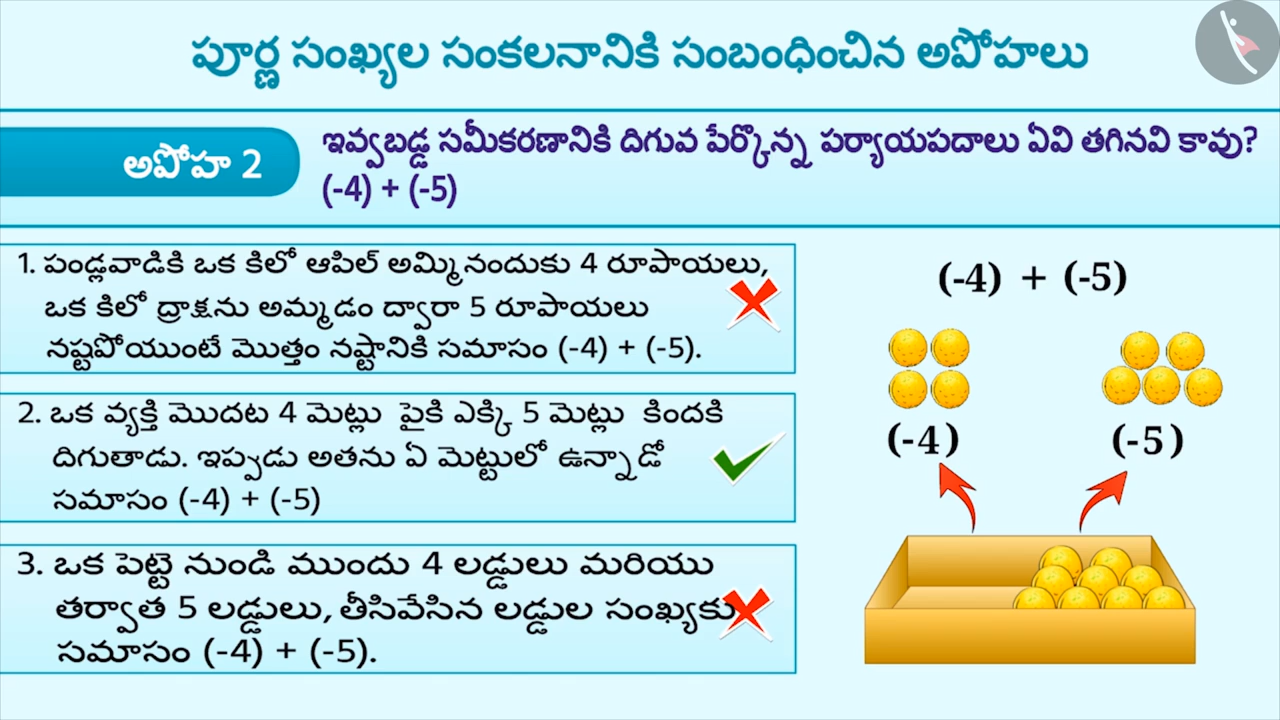 పూర్ణ సంఖ్యల సంకలనానికి సంబంధించిన అపోహలు
అపోహ 2
ఇవ్వబడ్డ సమీకరణానికి దిగువ పేర్కొన్న పర్యాయపదాలు ఏవి తగినవి కావు?
(-4) + (-5)
1. పండ్లవాడికి ఒక కిలో ఆపిల్ అమ్మినందుకు 4 రూపాయలు,
ఒక కిలో ద్రాక్షను అమ్మడం ద్వారా 5 రూపాయలు
నష్టపోయుంటే మొత్తం నష్టానికి సమాసం (-4) + (-5).
2. ఒక వ్యక్తి మొదట 4 మెట్లు పైకి ఎక్కి 5 మెట్లు కిందకి
దిగుతాడు. ఇప్పుడు అతను ఏ మెట్టులో ఉన్నాడో
సమాసం (-4) + (-5)
3. ఒక పెట్టె నుండి ముందు 4 లడ్డులు మరియు
తర్వాత 5 లడ్డులు, తీసివేసిన లడ్డుల సంఖ్యకు
సమాసం (-4) + (-5).
(-4) + (-5)
(-4) (-5)